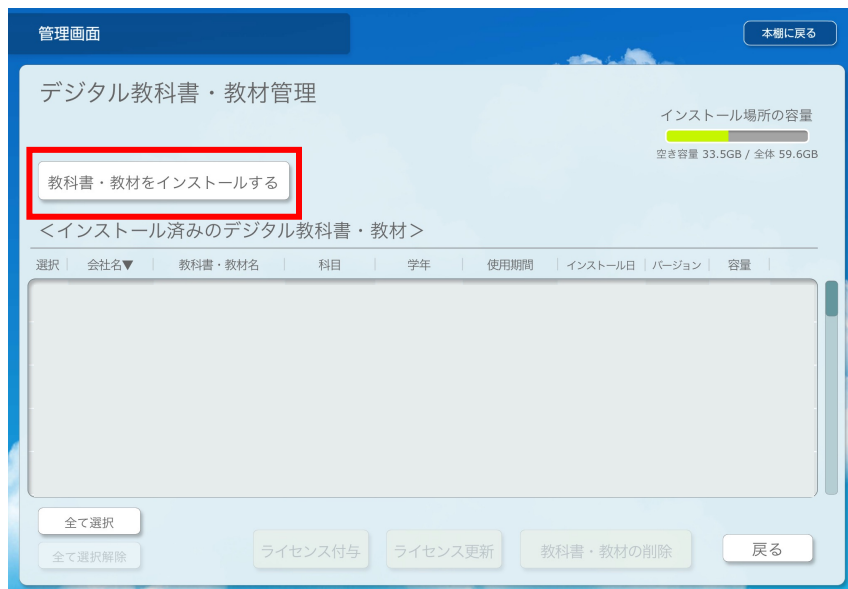 管理画面
本棚に戻る
デジタル教科書・教材管理
インストール場所の容量
空き容量 33.5GB / 全体 59.6GB
教科書・教材をインストールする
＜インストール済みのデジタル教科書・教材＞
選択 会社名▼ 教科書・教材名 科目 学年 使用期間 インストール日 バージョン 容量
全て選択
全て選択解除
ライセンス付与 ライセンス更新 教科書・教材の削除 戻る